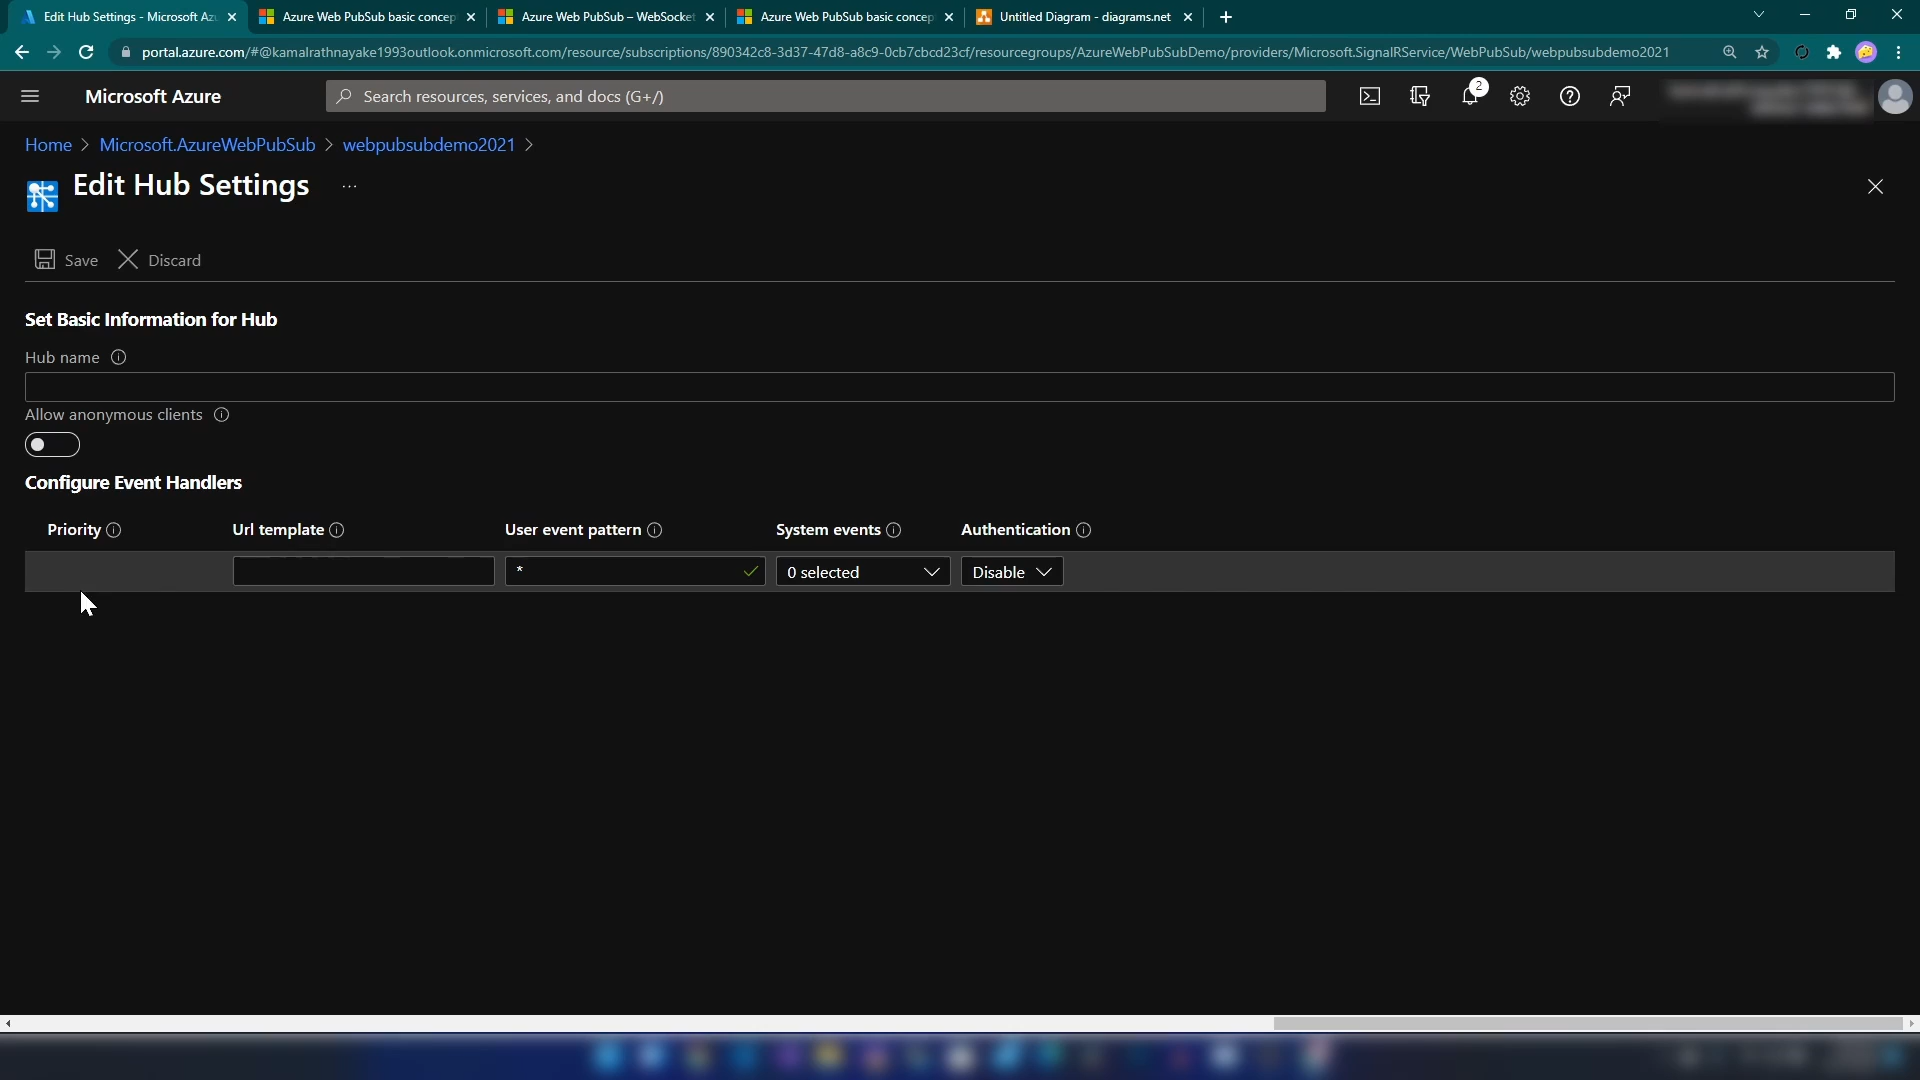 Edit Hub Settings - Microsoft Az
Azure Web PubSub basic concep
Azure Web PubSub – WebSocket
Azure Web PubSub basic concep
Untitled Diagram - diagrams.net
portal.azure.com/#@kamalrathnayake1993outlook.onmicrosoft.com/resource/subscriptions/890342c8-3d37-47d8-a8c9-0cb7cbcd23cf/resourcegroups/AzureWebPubSubDemo/providers/Microsoft.SignalRService/WebPubSub/webpubsubdemo2021
Microsoft Azure
Search resources, services, and docs (G+/)
2
Home > Microsoft.AzureWebPubSub > webpubsubdemo2021 >
Edit Hub Settings ...
Save Discard
Set Basic Information for Hub
Hub name
Allow anonymous clients
Configure Event Handlers
Priority Url template User event pattern System events Authentication
* 0 selected Disable